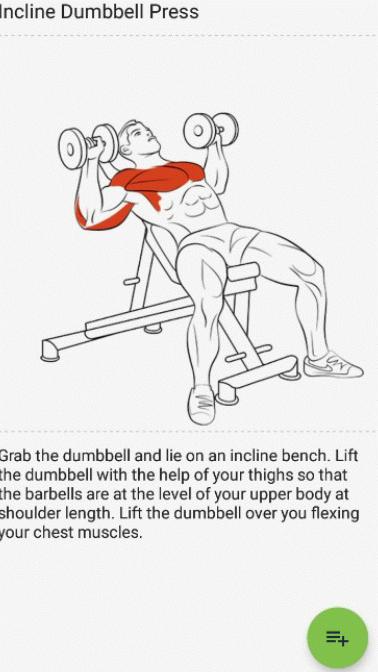 Incline Dumbbell Press
Grab the dumbbell and lie on an incline bench. Lift
the dumbbell with the help of your thighs so that
the barbells are at the level of your upper body at
shoulder length. Lift the dumbbell over you flexing
your chest muscles.